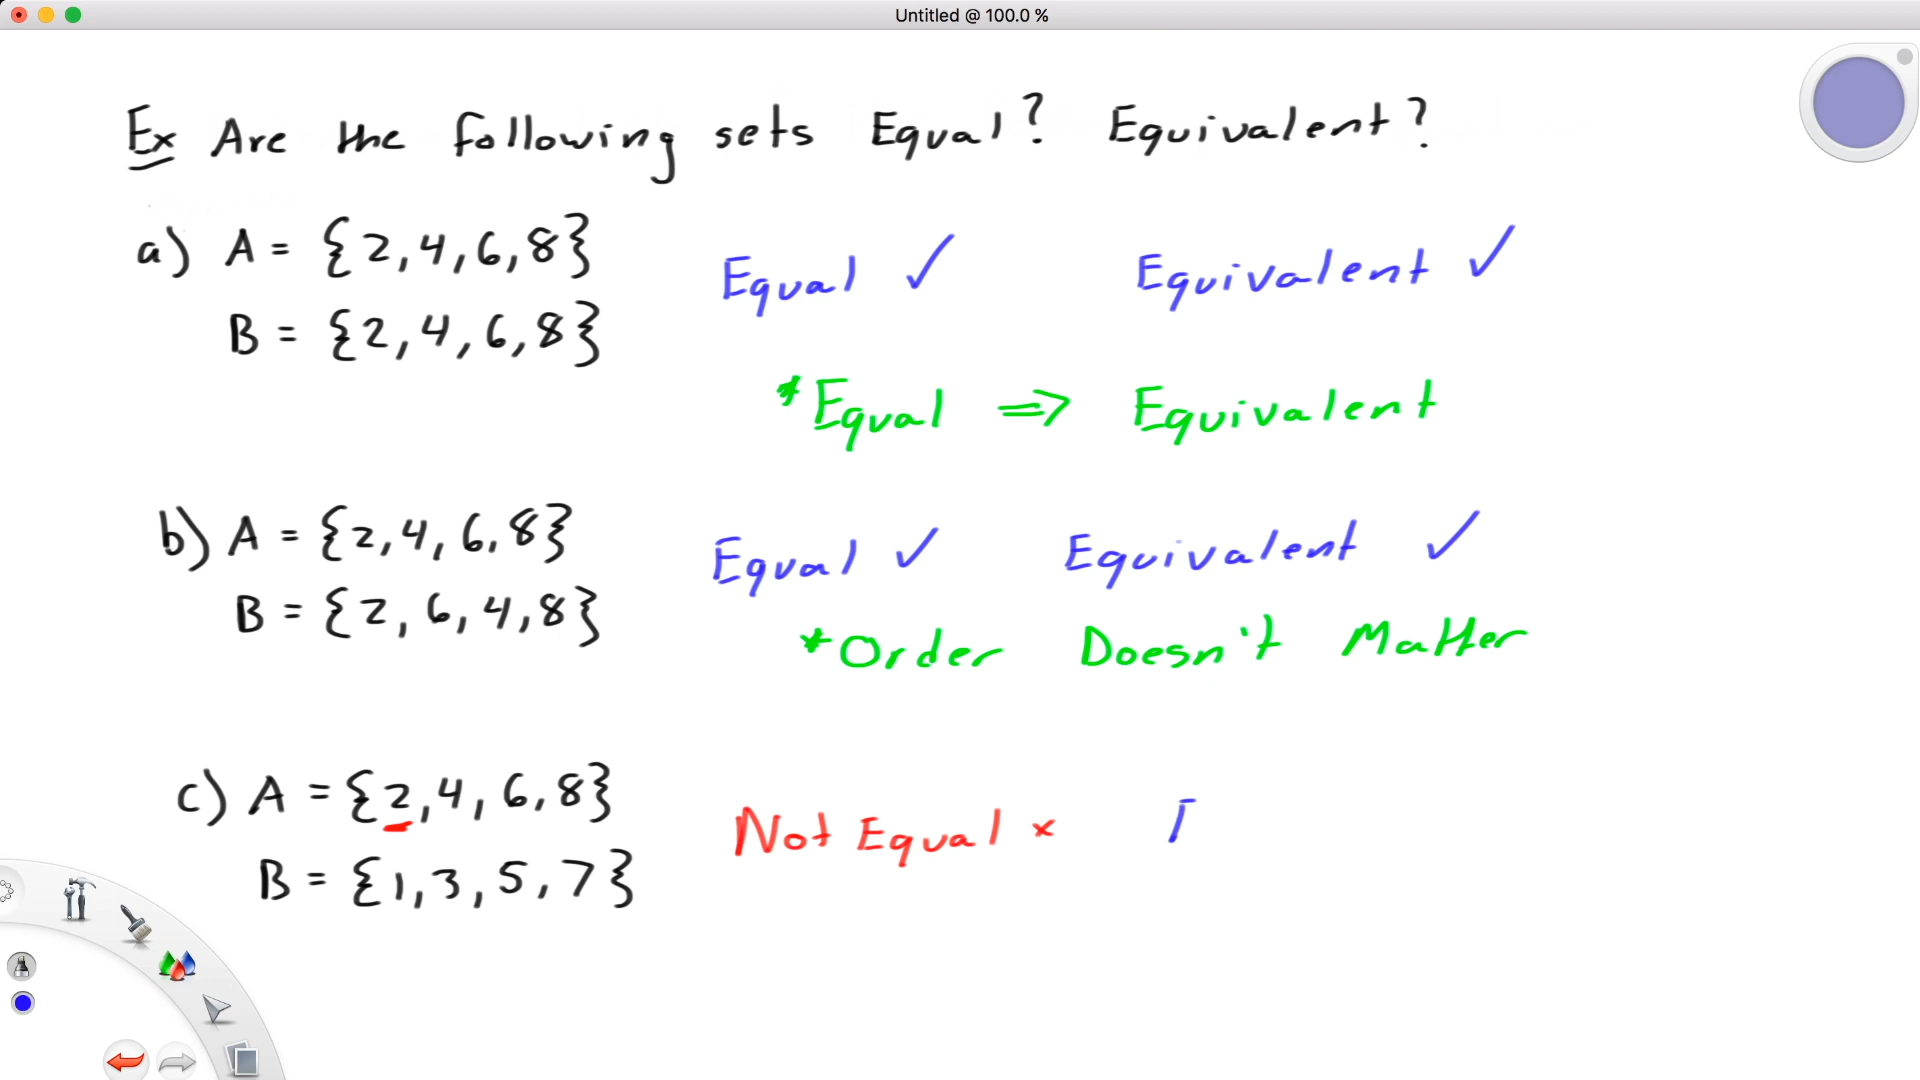 Untitled @ 100.0 %
Ex Are the following sets Equal? Equivalent?
a) A = {2,4,6,8} Equal ✓ Equivalent ✓
B = {2,4,6,8}
*Equal ⇒ Equivalent
b) A = {2,4,6,8} Equal ✓ Equivalent ✓
B = {2,6,4,8}
*Order Doesn't Matter
c) A = {2,4,6,8} Not Equal ×
B = {1,3,5,7}